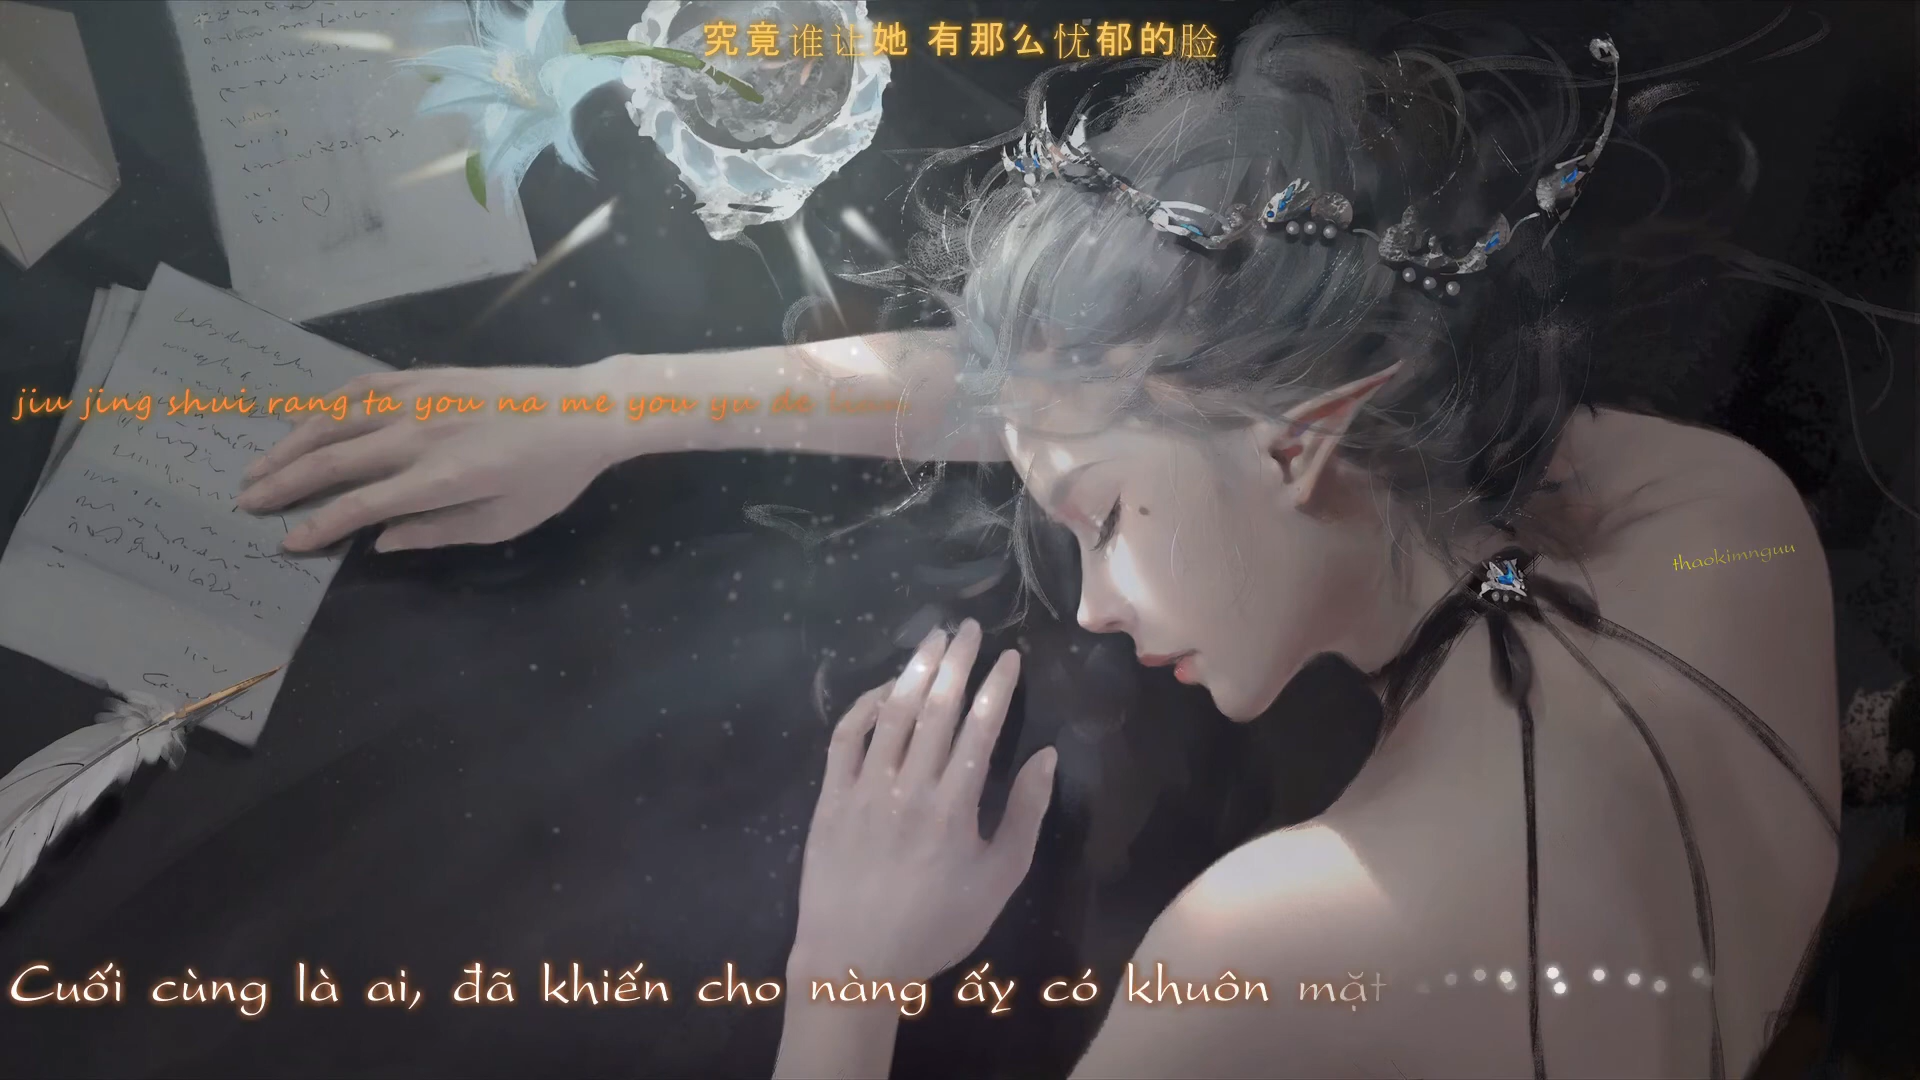 究竟谁让她 有那么忧郁的脸
jiu jing shui rang ta you na me you yu de
thaokimnguu
Cuối cùng là ai, đã khiến cho nàng ấy có khuôn mặt